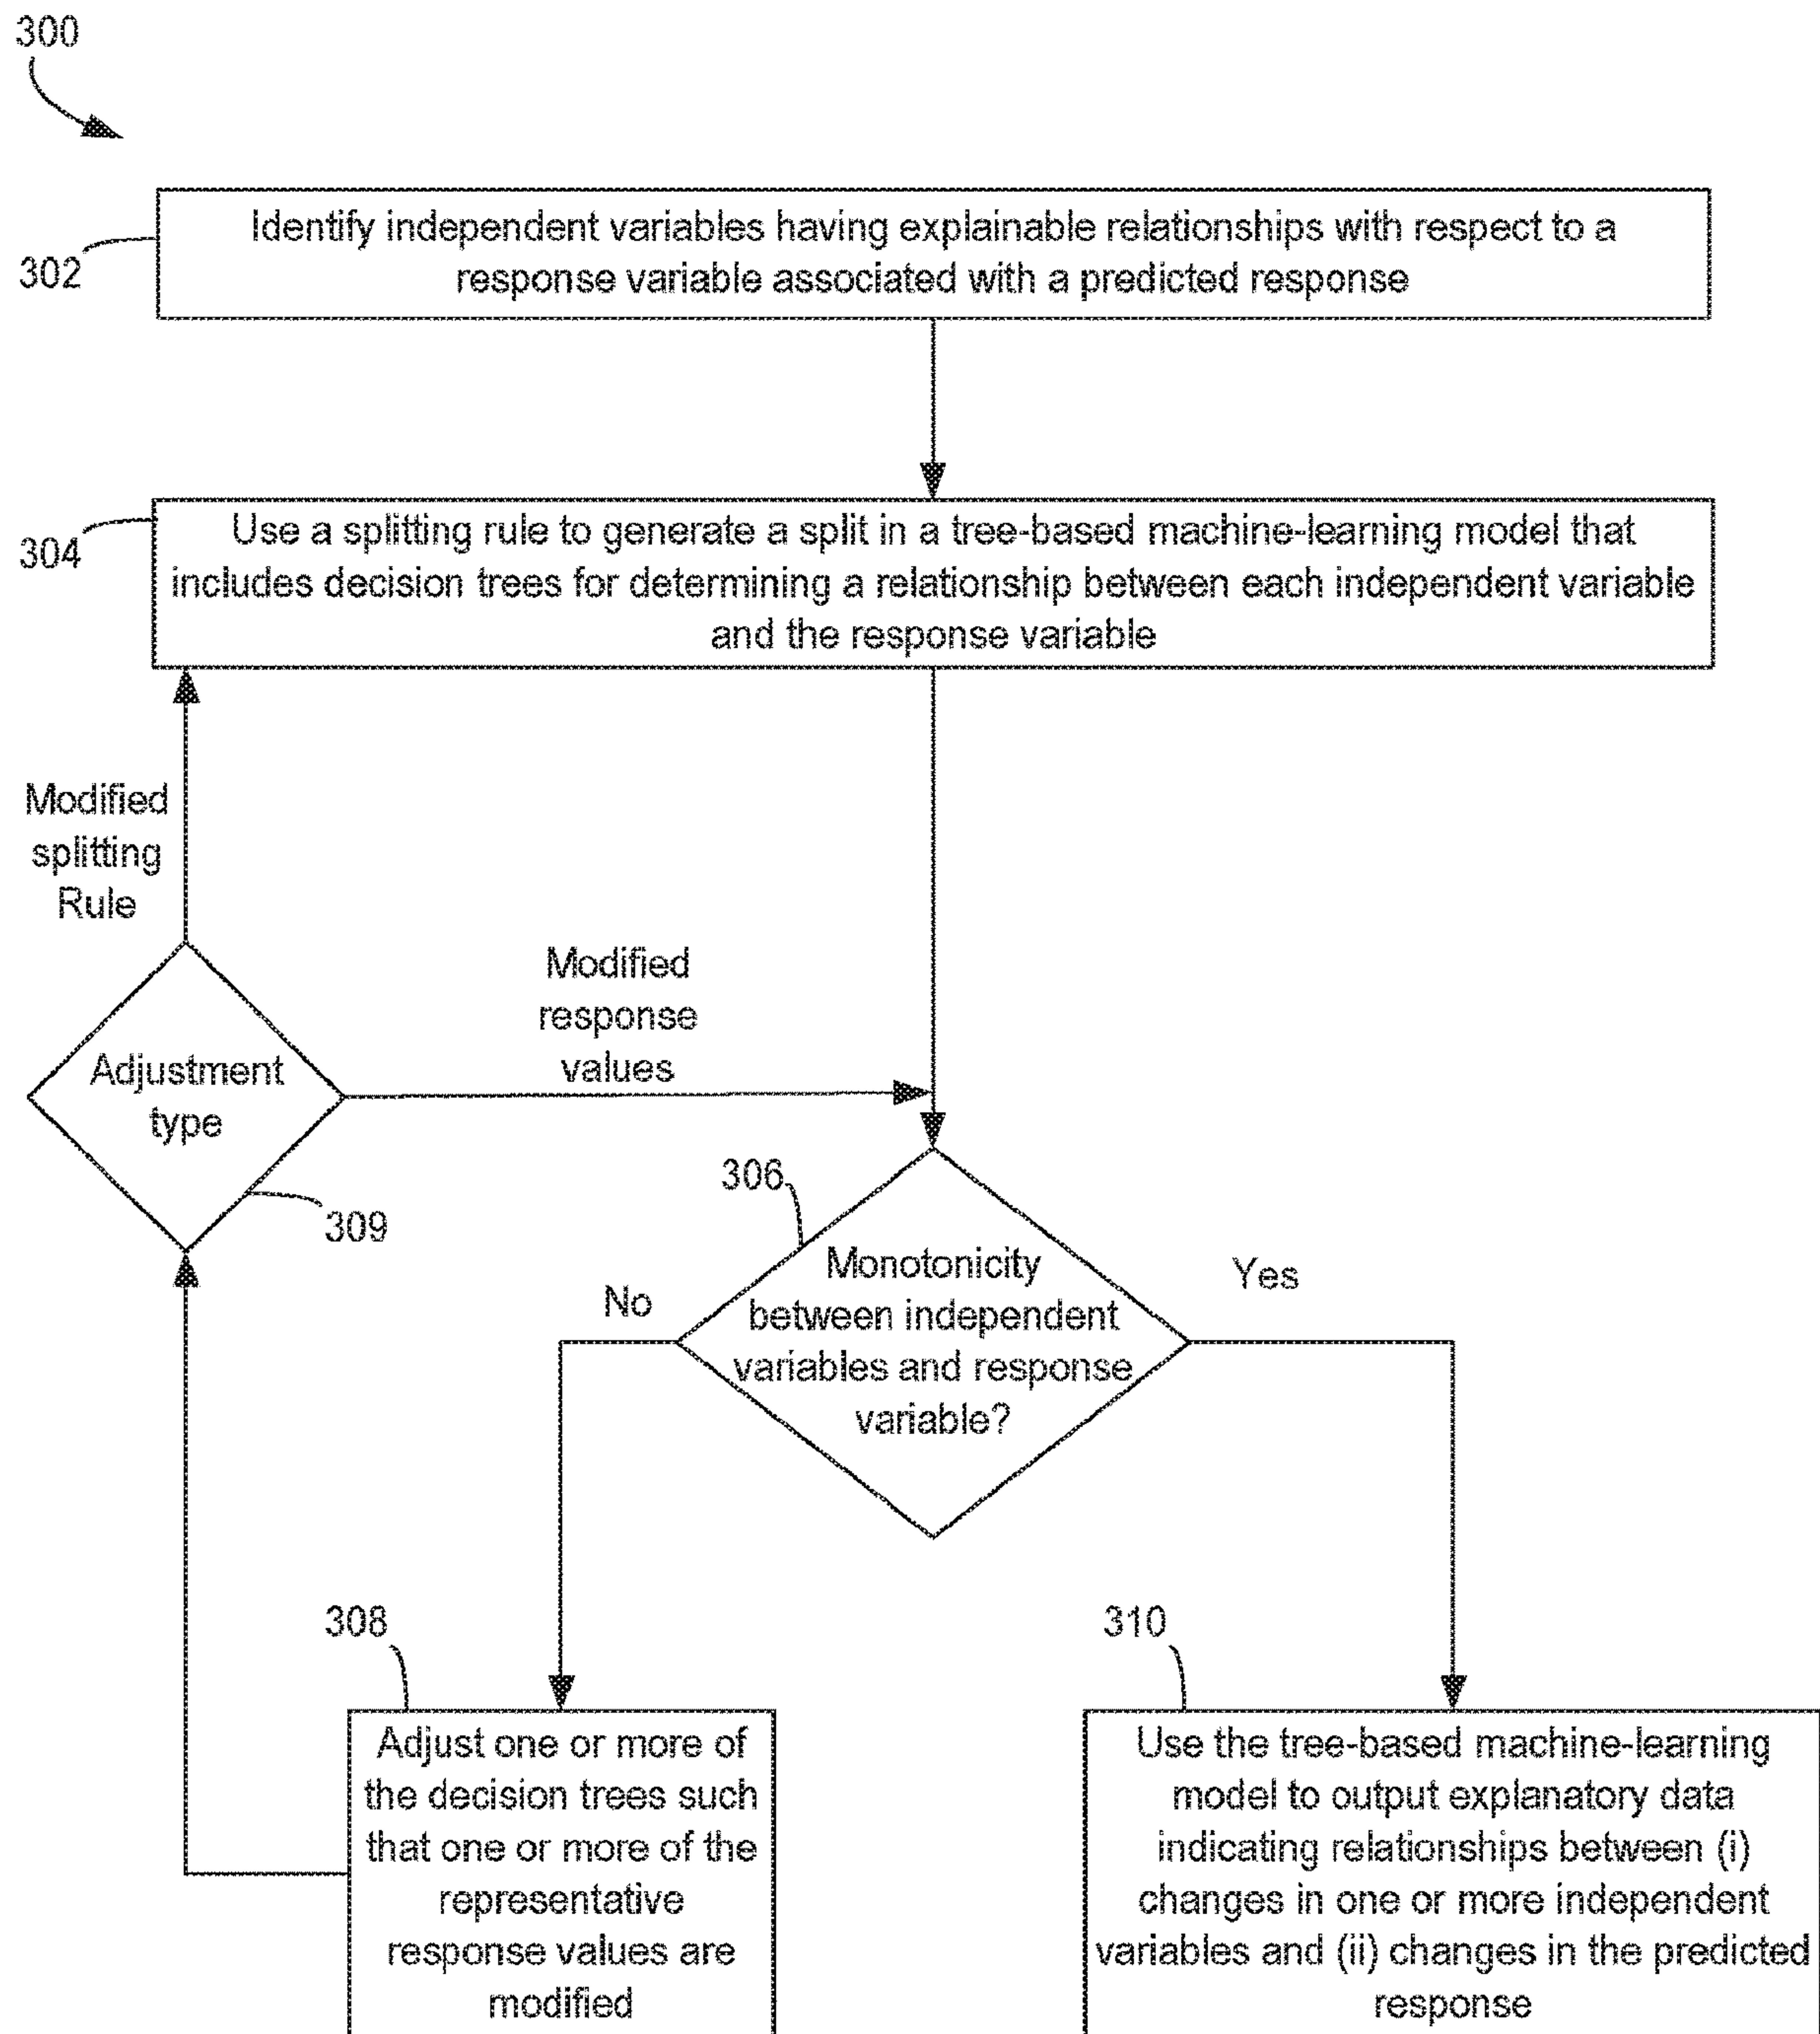 300
302
Identify independent variables having explainable relationships with respect to a
response variable associated with a predicted response
304
Use a splitting rule to generate a split in a tree-based machine-learning model that
includes decision trees for determining a relationship between each independent variable
and the response variable
Modified
splitting
Rule
Modified
response
values
Adjustment
type
309
306
Monotonicity
between independent
variables and response
variable?
No
Yes
308
Adjust one or more of
the decision trees such
that one or more of the
representative
response values are
modified
310
Use the tree-based machine-learning
model to output explanatory data
indicating relationships between (i)
changes in one or more independent
variables and (ii) changes in the predicted
response